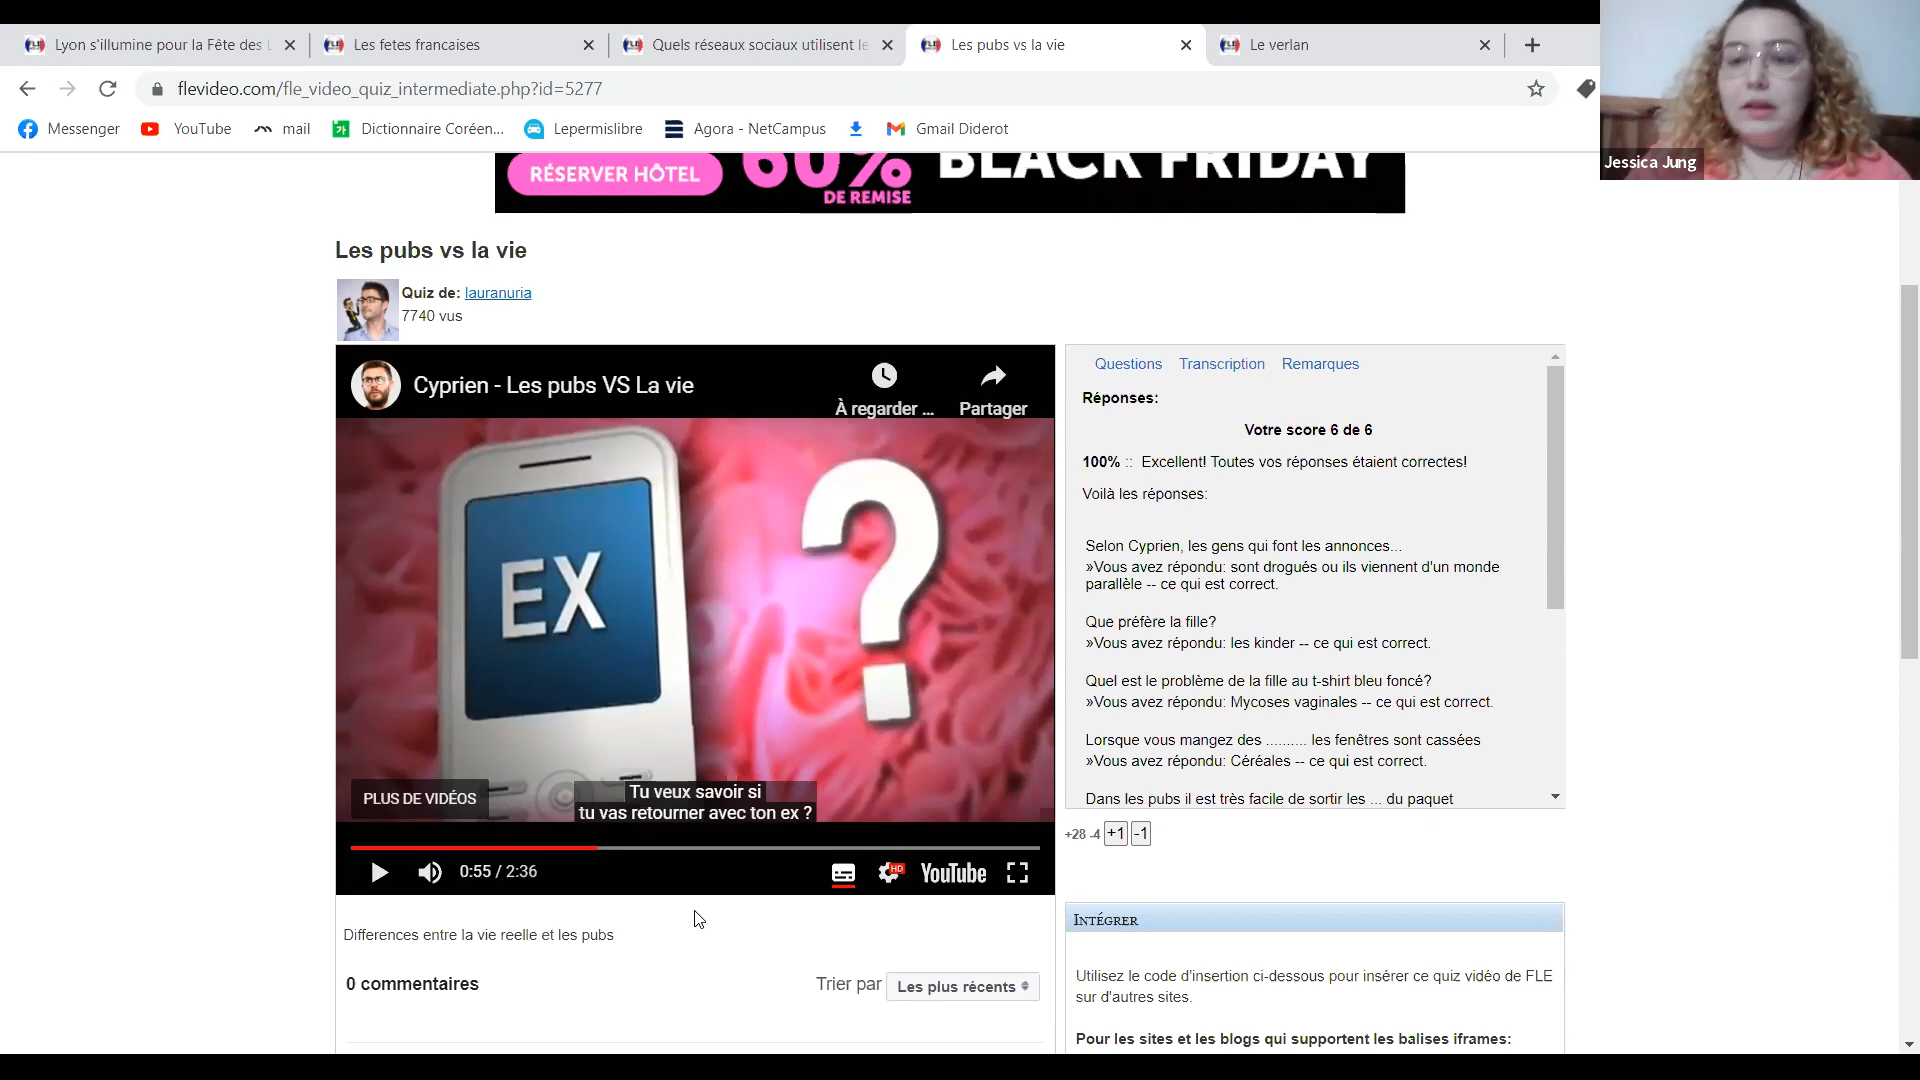 Lyon s'illumine pour la Fête des L
Les fetes francaises
Quels réseaux sociaux utilisent le
Les pubs vs la vie
Le verlan
flevideo.com/fle_video_quiz_intermediate.php?id=5277
Messenger
YouTube
mail
Dictionnaire Coréen...
Lepermislibre
Agora - NetCampus
Gmail Diderot
Jessica Jung
RÉSERVER HÔTEL
60%
DE REMISE
BLACK FRIDAY
Les pubs vs la vie
Quiz de: lauranuria
7740 vus
Cyprien - Les pubs VS La vie
À regarder ...
Partager
EX
?
PLUS DE VIDÉOS
Tu veux savoir si
tu vas retourner avec ton ex ?
0:55 / 2:36
HD
YouTube
Differences entre la vie reelle et les pubs
0 commentaires
Trier par
Les plus récents
Questions
Transcription
Remarques
Réponses:
Votre score 6 de 6
100% :: Excellent! Toutes vos réponses étaient correctes!
Voilà les réponses:
Selon Cyprien, les gens qui font les annonces...
»Vous avez répondu: sont drogués ou ils viennent d'un monde
parallèle -- ce qui est correct.
Que préfère la fille?
»Vous avez répondu: les kinder -- ce qui est correct.
Quel est le problème de la fille au t-shirt bleu foncé?
»Vous avez répondu: Mycoses vaginales -- ce qui est correct.
Lorsque vous mangez des .......... les fenêtres sont cassées
»Vous avez répondu: Céréales -- ce qui est correct.
Dans les pubs il est très facile de sortir les ... du paquet
+28 -4 +1 -1
INTÉGRER
Utilisez le code d'insertion ci-dessous pour insérer ce quiz vidéo de FLE
sur d'autres sites.
Pour les sites et les blogs qui supportent les balises iframes: